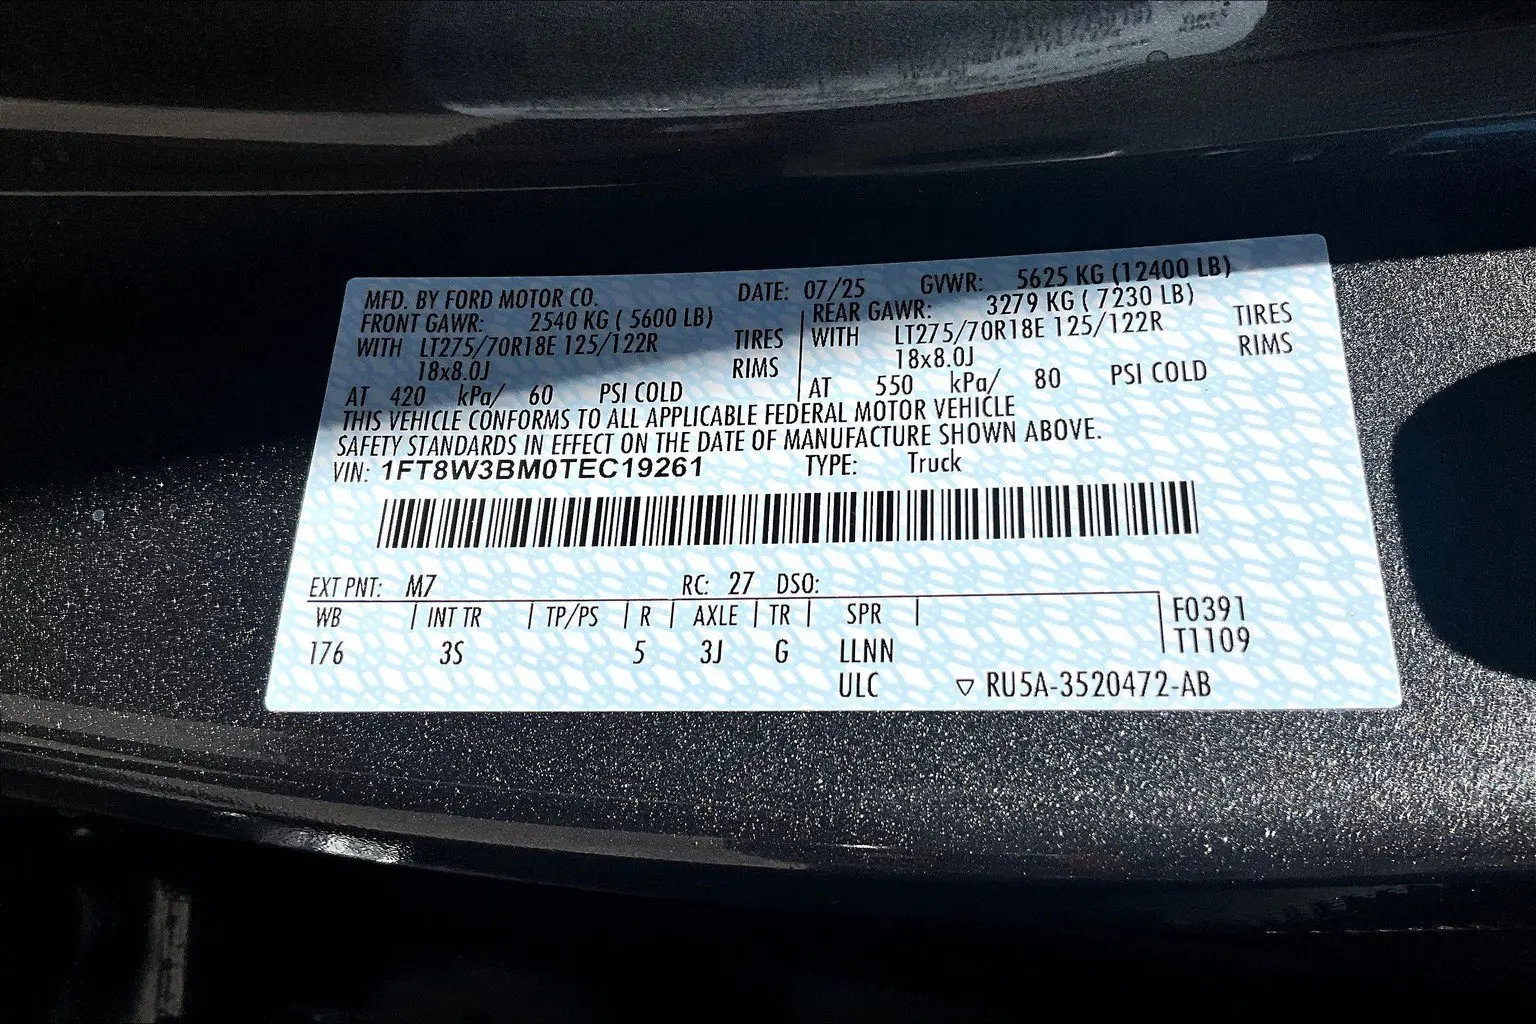 MFD. BY FORD MOTOR CO. DATE: 07/25 GVWR: 5625 KG (12400 LB)
FRONT GAWR: 2540 KG ( 5600 LB) REAR GAWR: 3279 KG ( 7230 LB)
WITH LT275/70R18E 125/122R TIRES WITH LT275/70R18E 125/122R TIRES
18x8.0J RIMS 18x8.0J RIMS
AT 420 kPa/ 60 PSI COLD AT 550 kPa/ 80 PSI COLD
THIS VEHICLE CONFORMS TO ALL APPLICABLE FEDERAL MOTOR VEHICLE
SAFETY STANDARDS IN EFFECT ON THE DATE OF MANUFACTURE SHOWN ABOVE.
VIN: 1FT8W3BM0TEC19261 TYPE: Truck
EXT PNT: M7 RC: 27 DSO:
WB | INT TR | TP/PS | R | AXLE | TR | SPR | F0391
176 3S 5 3J G LLNN T1109
ULC ▽ RU5A-3520472-AB